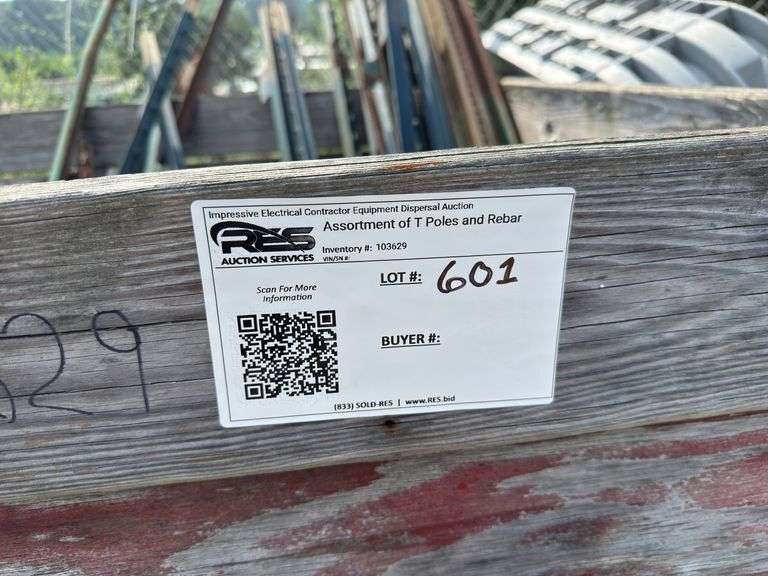 Impressive Electrical Contractor Equipment Dispersal Auction
RES
AUCTION SERVICES
Assortment of T Poles and Rebar
Inventory #: 103629
VIN/SN #:
LOT #: 601
Scan For More
Information
BUYER #:
(833) SOLD-RES | www.RES.bid
29